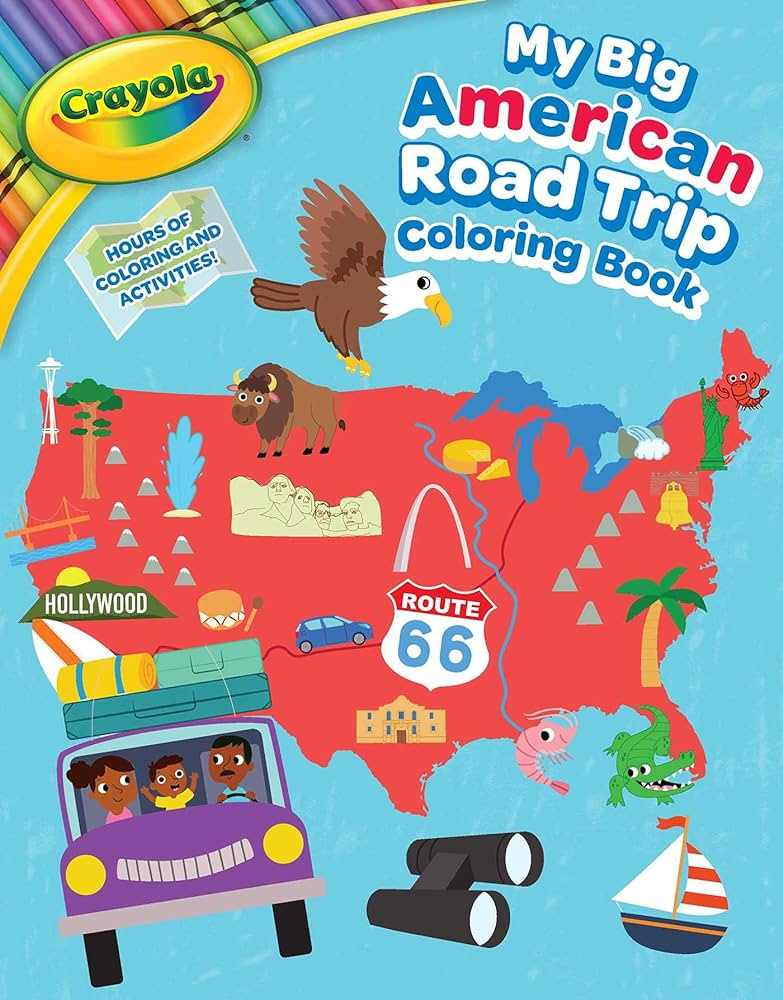 Crayola
®
My Big
American
Road Trip
Coloring Book
HOURS OF
COLORING AND
ACTIVITIES!
HOLLYWOOD
ROUTE
66